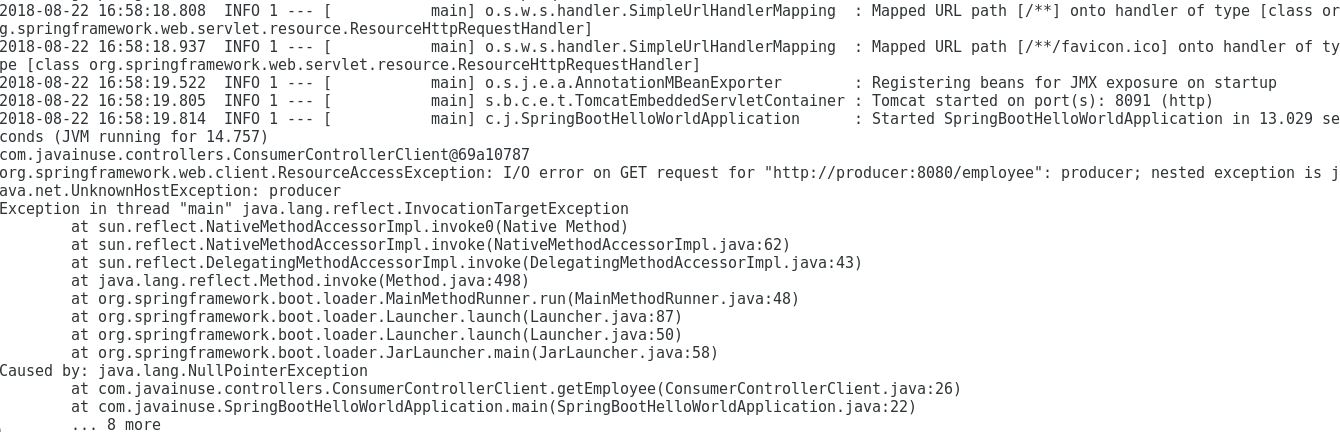 2018-08-22 16:58:18.808  INFO 1 --- [           main] o.s.w.s.handler.SimpleUrlHandlerMapping  : Mapped URL path [/**] onto handler of type [class or
g.springframework.web.servlet.resource.ResourceHttpRequestHandler]
2018-08-22 16:58:18.937  INFO 1 --- [           main] o.s.w.s.handler.SimpleUrlHandlerMapping  : Mapped URL path [/**/favicon.ico] onto handler of ty
pe [class org.springframework.web.servlet.resource.ResourceHttpRequestHandler]
2018-08-22 16:58:19.522  INFO 1 --- [           main] o.s.j.e.a.AnnotationMBeanExporter        : Registering beans for JMX exposure on startup
2018-08-22 16:58:19.805  INFO 1 --- [           main] s.b.c.e.t.TomcatEmbeddedServletContainer : Tomcat started on port(s): 8091 (http)
2018-08-22 16:58:19.814  INFO 1 --- [           main] c.j.SpringBootHelloWorldApplication      : Started SpringBootHelloWorldApplication in 13.029 se
conds (JVM running for 14.757)
com.javainuse.controllers.ConsumerControllerClient@69a10787
org.springframework.web.client.ResourceAccessException: I/O error on GET request for "http://producer:8080/employee": producer; nested exception is j
ava.net.UnknownHostException: producer
Exception in thread "main" java.lang.reflect.InvocationTargetException
        at sun.reflect.NativeMethodAccessorImpl.invoke0(Native Method)
        at sun.reflect.NativeMethodAccessorImpl.invoke(NativeMethodAccessorImpl.java:62)
        at sun.reflect.DelegatingMethodAccessorImpl.invoke(DelegatingMethodAccessorImpl.java:43)
        at java.lang.reflect.Method.invoke(Method.java:498)
        at org.springframework.boot.loader.MainMethodRunner.run(MainMethodRunner.java:48)
        at org.springframework.boot.loader.Launcher.launch(Launcher.java:87)
        at org.springframework.boot.loader.Launcher.launch(Launcher.java:50)
        at org.springframework.boot.loader.JarLauncher.main(JarLauncher.java:58)
Caused by: java.lang.NullPointerException
        at com.javainuse.controllers.ConsumerControllerClient.getEmployee(ConsumerControllerClient.java:26)
        at com.javainuse.SpringBootHelloWorldApplication.main(SpringBootHelloWorldApplication.java:22)
        ... 8 more